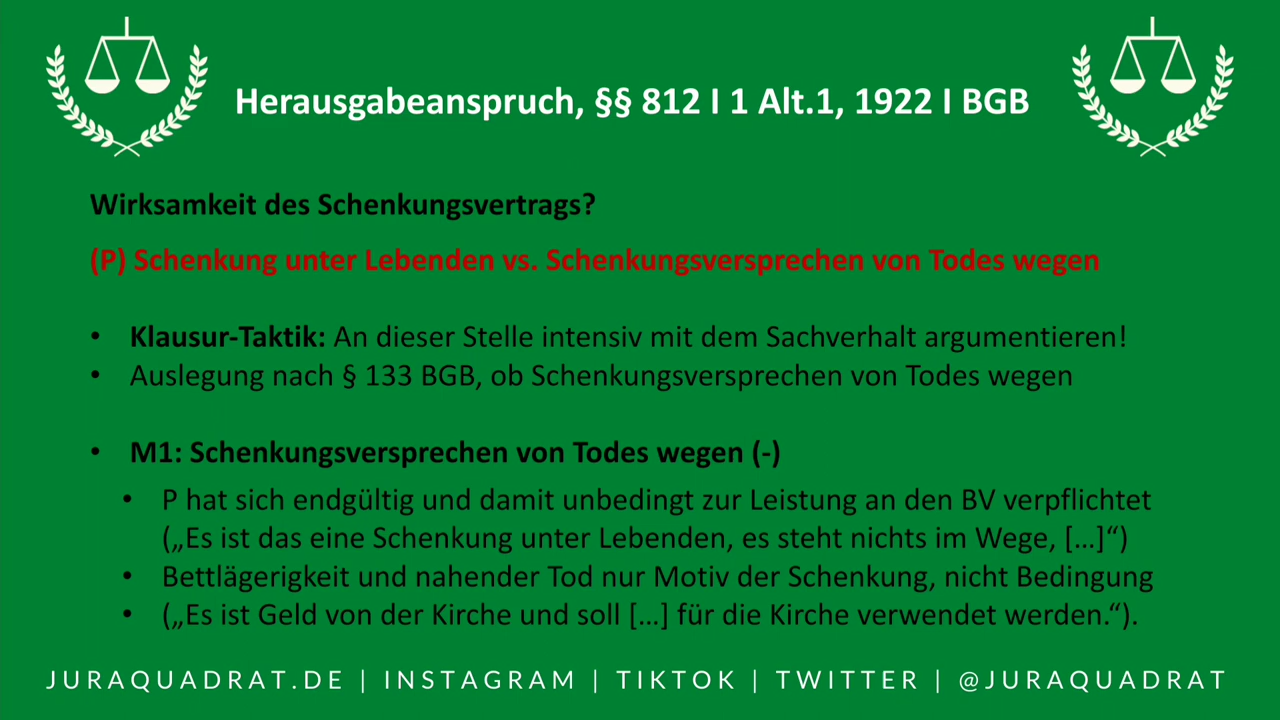 Herausgabeanspruch, §§ 812 I 1 Alt.1, 1922 I BGB
Wirksamkeit des Schenkungsvertrags?
(P) Schenkung unter Lebenden vs. Schenkungsversprechen von Todes wegen
• Klausur-Taktik: An dieser Stelle intensiv mit dem Sachverhalt argumentieren!
• Auslegung nach § 133 BGB, ob Schenkungsversprechen von Todes wegen
• M1: Schenkungsversprechen von Todes wegen (-)
• P hat sich endgültig und damit unbedingt zur Leistung an den BV verpflichtet
(„Es ist das eine Schenkung unter Lebenden, es steht nichts im Wege, […]“)
• Bettlägerigkeit und nahender Tod nur Motiv der Schenkung, nicht Bedingung
• („Es ist Geld von der Kirche und soll […] für die Kirche verwendet werden.“).
JURAQUADRAT.DE | INSTAGRAM | TIKTOK | TWITTER | @JURAQUADRAT